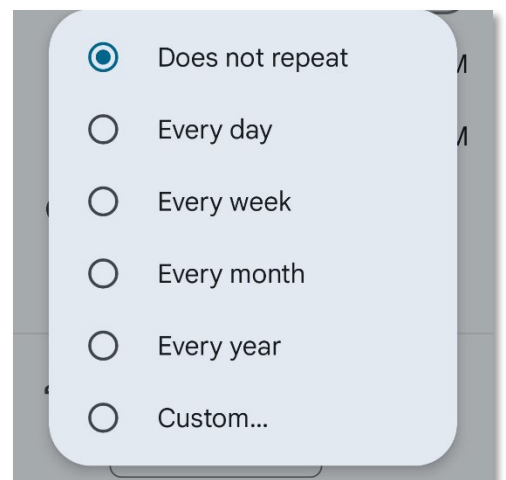 Does not repeat
Every day
Every week
Every month
Every year
Custom...